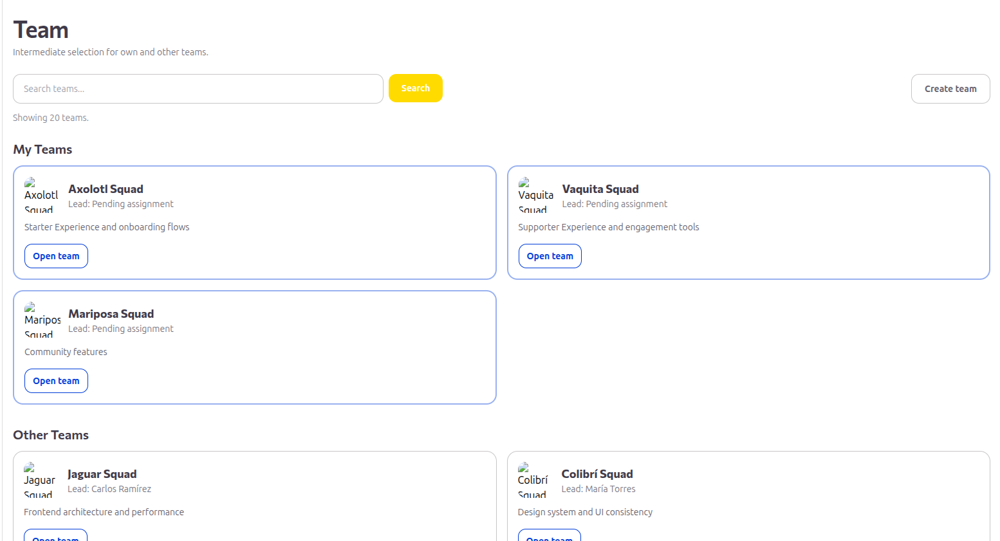 Team
Intermediate selection for own and other teams.
Search teams...
Search
Create team
Showing 20 teams.
My Teams
Axolotl
Squad
Axolotl Squad
Lead: Pending assignment
Starter Experience and onboarding flows
Open team
Vaquita
Squad
Vaquita Squad
Lead: Pending assignment
Supporter Experience and engagement tools
Open team
Maripos
Squad
Mariposa Squad
Lead: Pending assignment
Community features
Open team
Other Teams
Jaguar
Squad
Jaguar Squad
Lead: Carlos Ramírez
Frontend architecture and performance
Open team
Colibrí
Squad
Colibrí Squad
Lead: María Torres
Design system and UI consistency
Open team